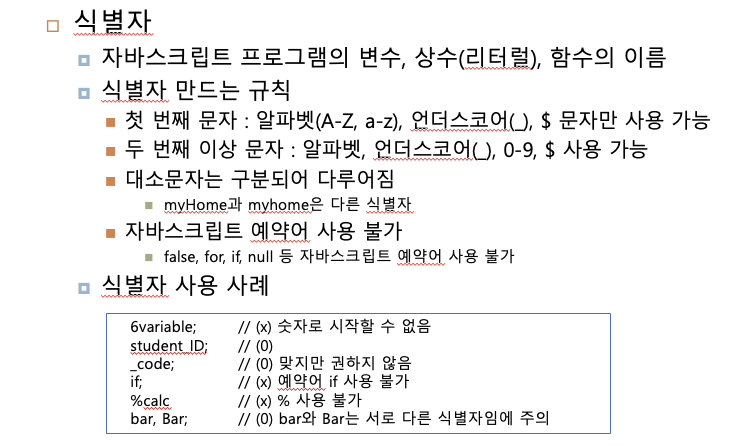 식별자
자바스크립트 프로그램의 변수, 상수(리터럴), 함수의 이름
식별자 만드는 규칙
첫 번째 문자 : 알파벳(A-Z, a-z), 언더스코어(_), $ 문자만 사용 가능
두 번째 이상 문자 : 알파벳, 언더스코어(_), 0-9, $ 사용 가능
대소문자는 구분되어 다루어짐
myHome과 myhome은 다른 식별자
자바스크립트 예약어 사용 불가
false, for, if, null 등 자바스크립트 예약어 사용 불가
식별자 사용 사례
6variable; // (x) 숫자로 시작할 수 없음
student_ID; // (0)
_code; // (0) 맞지만 권하지 않음
if; // (x) 예약어 if 사용 불가
%calc // (x) % 사용 불가
bar, Bar; // (0) bar와 Bar는 서로 다른 식별자임에 주의